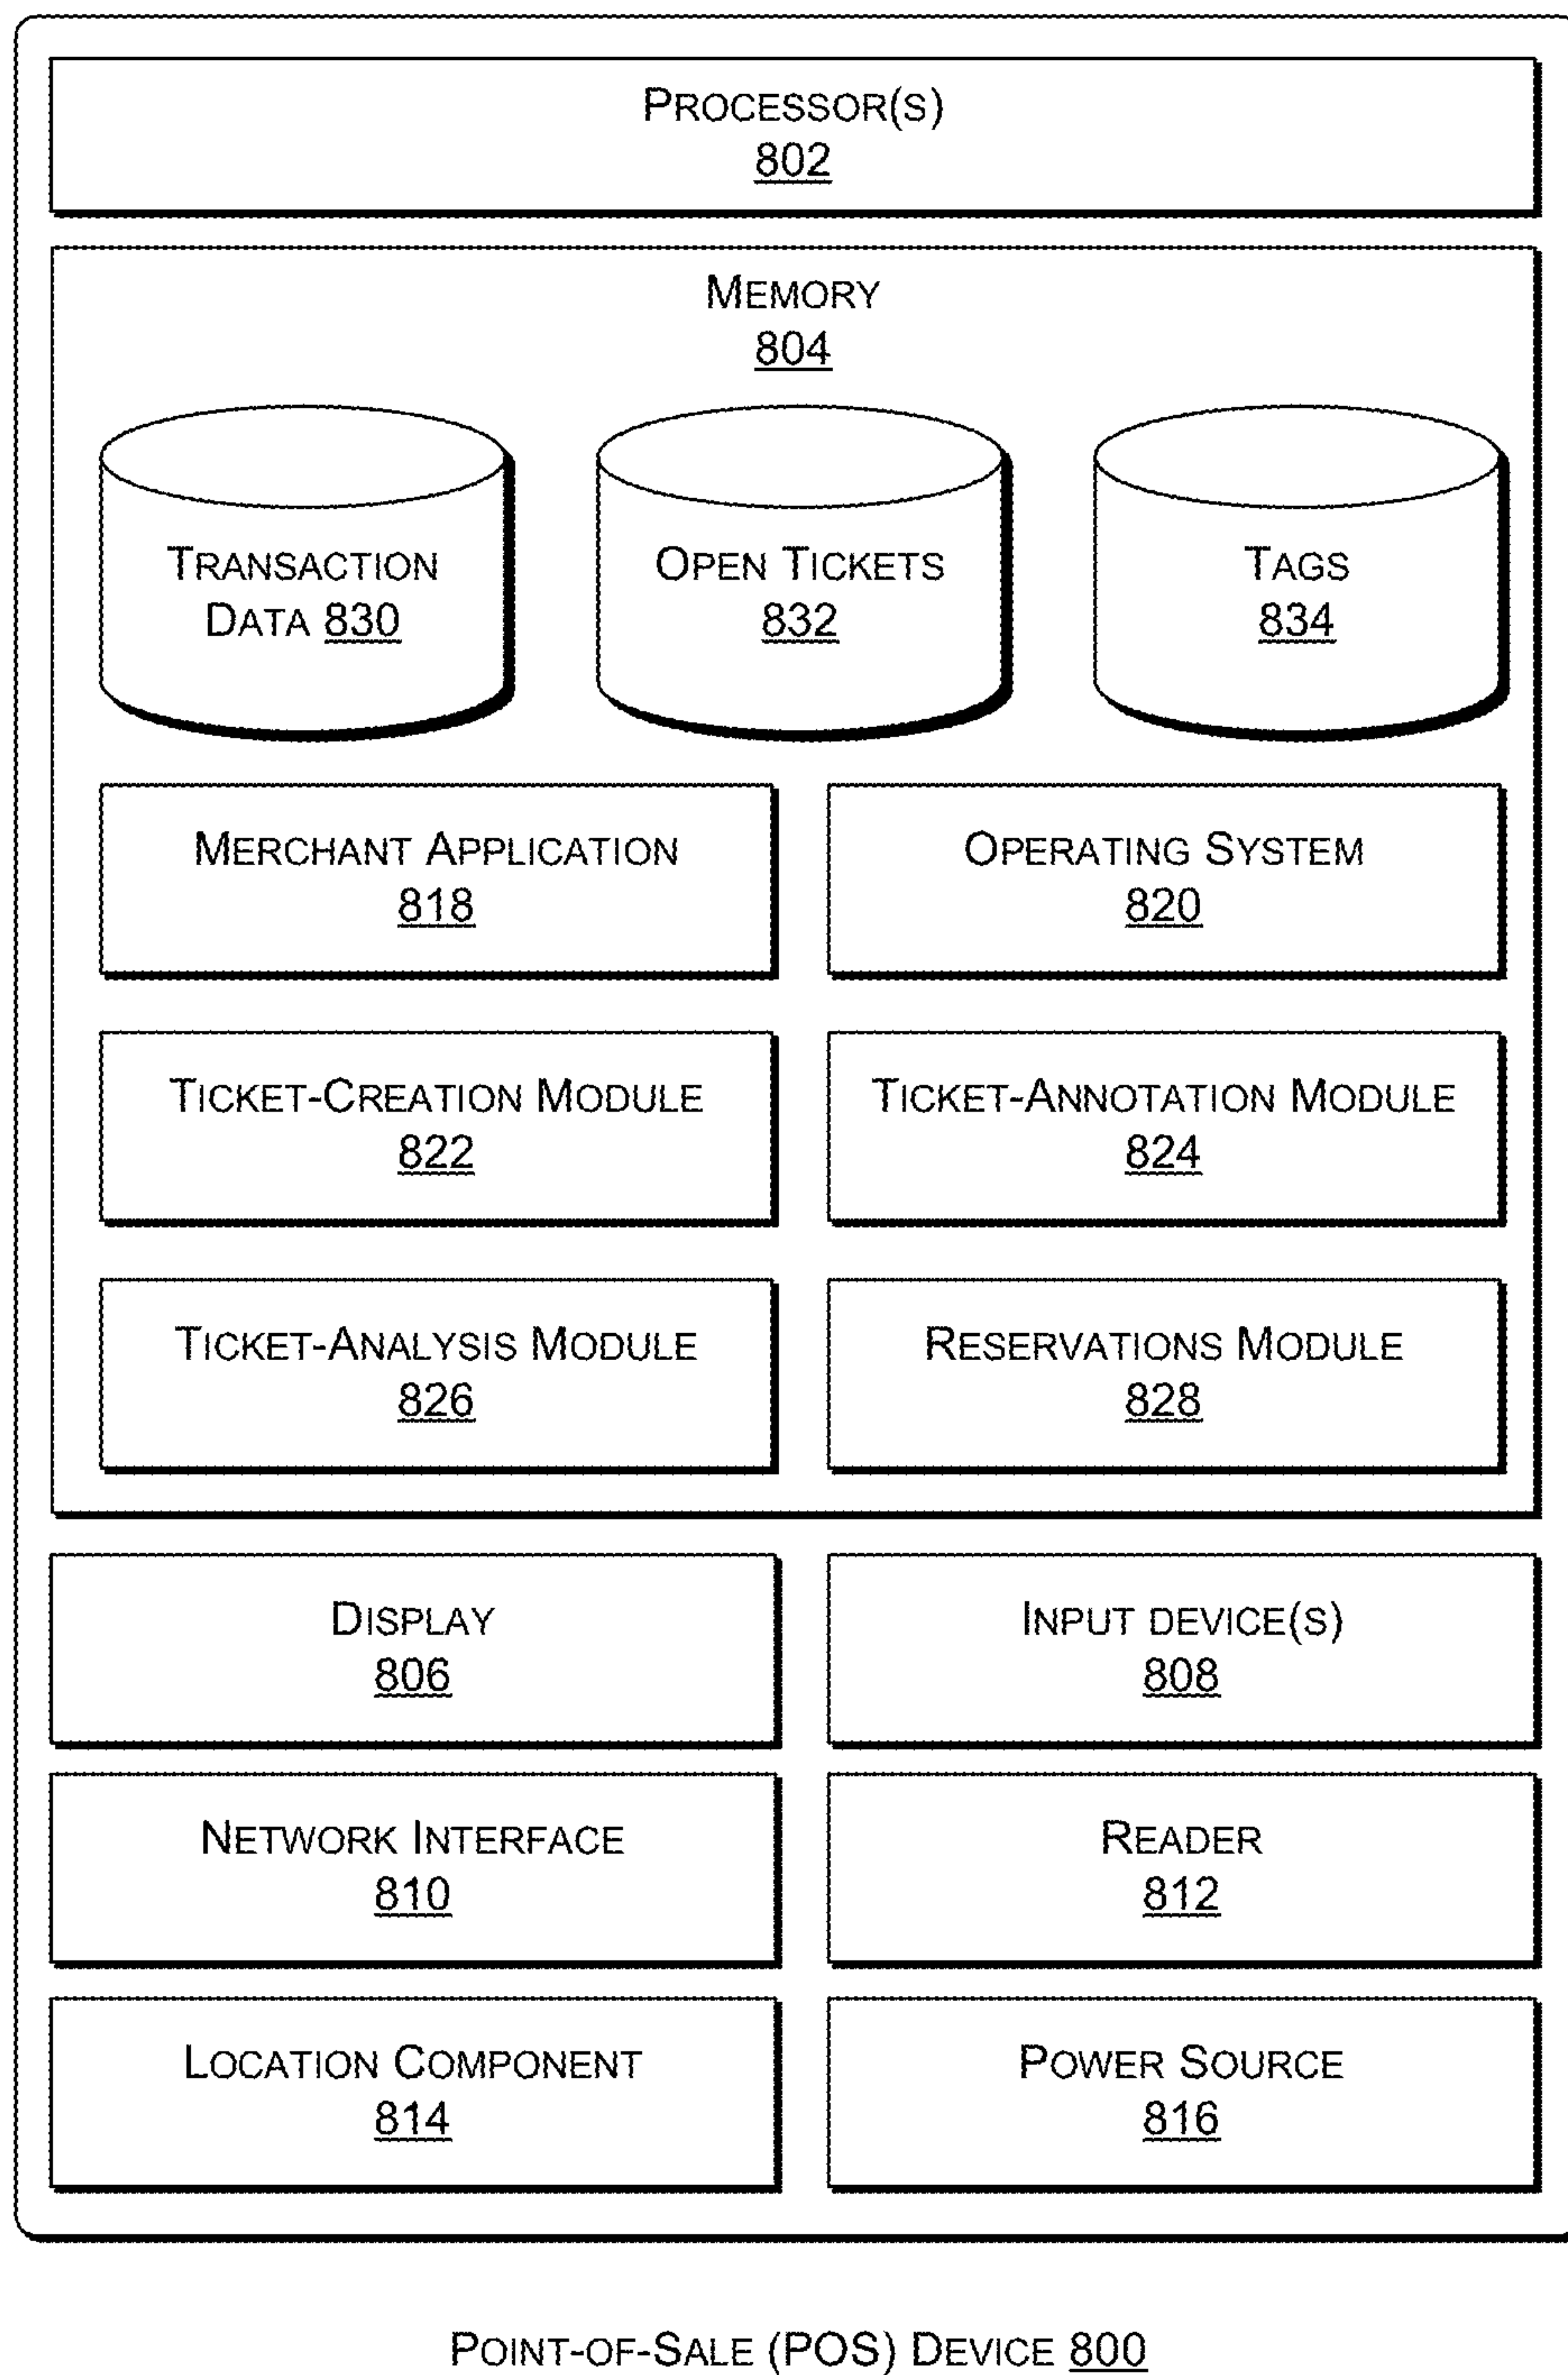 PROCESSOR(S)
802
MEMORY
804
TRANSACTION
DATA 830
OPEN TICKETS
832
TAGS
834
MERCHANT APPLICATION
818
OPERATING SYSTEM
820
TICKET-CREATION MODULE
822
TICKET-ANNOTATION MODULE
824
TICKET-ANALYSIS MODULE
826
RESERVATIONS MODULE
828
DISPLAY
806
INPUT DEVICE(S)
808
NETWORK INTERFACE
810
READER
812
LOCATION COMPONENT
814
POWER SOURCE
816
POINT-OF-SALE (POS) DEVICE 800